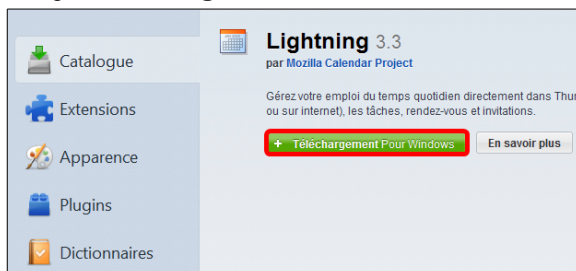 Catalogue
Extensions
Apparence
Plugins
Dictionnaires
Lightning 3.3
par Mozilla Calendar Project
Gérez votre emploi du temps quotidien directement dans Thur
ou sur internet), les tâches, rendez-vous et invitations.
+ Téléchargement Pour Windows
En savoir plus